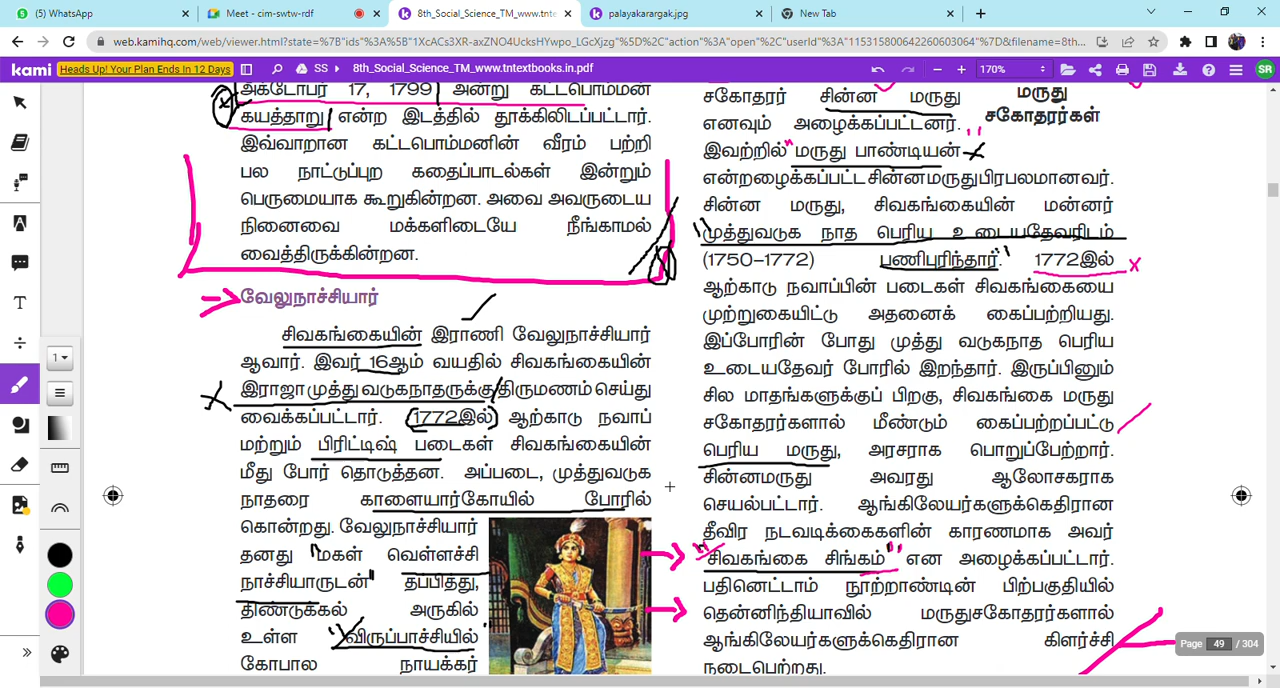 (55) WhatsApp
Meet - cim-swtw-rdf
8th_Social_Science_TM_www.tnte
palayakarargak.jpg
New Tab
web.kamihq.com/web/viewer.html?state=%7B"ids"%3A%5B"1XcACs3XR-axZNO4UcksHYwpo_LGcXjzg"%5D%2C"action"%3A"open"%2C"userId"%3A"115315800642260603064"%7D&filename=8th...
kami
Heads Up! Your Plan Ends In 12 Days
SS
8th_Social_Science_TM_www.tntextbooks.in.pdf
170%
SR
அக்டோபர் 17, 1799 அன்று கட்டபொம்மன்
கயத்தாறு என்ற இடத்தில் தூக்கிலிடப்பட்டார்.
இவ்வாறான கட்டபொம்மனின் வீரம் பற்றி
பல நாட்டுப்புற கதைப்பாடல்கள் இன்றும்
பெருமையாக கூறுகின்றன. அவை அவருடைய
நினைவை மக்களிடையே நீங்காமல்
வைத்திருக்கின்றன.
வேலுநாச்சியார்
சிவகங்கையின் இராணி வேலுநாச்சியார்
ஆவார். இவர் 16ஆம் வயதில் சிவகங்கையின்
இராஜா முத்து வடுகநாதருக்கு திருமணம் செய்து
வைக்கப்பட்டார். 1772இல் ஆற்காடு நவாப்
மற்றும் பிரிட்டிஷ் படைகள் சிவகங்கையின்
மீது போர் தொடுத்தன. அப்படை, முத்துவடுக
நாதரை காளையார்கோயில் போரில்
கொன்றது. வேலுநாச்சியார்
தனது "மகள் வெள்ளச்சி
நாச்சியாருடன்" தப்பித்து,
திண்டுக்கல் அருகில்
உள்ள விருப்பாச்சியில்
கோபால நாயக்கர்
சகோதரர் சின்ன மருது
எனவும் அழைக்கப்பட்டனர்.
இவற்றில் "மருது பாண்டியன்"
என்றழைக்கப்பட்ட சின்னமருது பிரபலமானவர்.
சின்ன மருது, சிவகங்கையின் மன்னர்
முத்துவடுக நாத பெரிய உடையதேவரிடம்
(1750–1772) பணிபுரிந்தார். 1772இல்
ஆற்காடு நவாப்பின் படைகள் சிவகங்கையை
முற்றுகையிட்டு அதனைக் கைப்பற்றியது.
இப்போரின் போது முத்து வடுகநாத பெரிய
உடையதேவர் போரில் இறந்தார். இருப்பினும்
சில மாதங்களுக்குப் பிறகு, சிவகங்கை மருது
சகோதரர்களால் மீண்டும் கைப்பற்றப்பட்டு
பெரிய மருது, அரசராக பொறுப்பேற்றார்.
சின்னமருது அவரது ஆலோசகராக
செயல்பட்டார். ஆங்கிலேயர்களுக்கெதிரான
தீவிர நடவடிக்கைகளின் காரணமாக அவர்
"சிவகங்கை சிங்கம்" என அழைக்கப்பட்டார்.
பதினெட்டாம் நூற்றாண்டின் பிற்பகுதியில்
தென்னிந்தியாவில் மருதுசகோதரர்களால்
ஆங்கிலேயர்களுக்கெதிரான கிளர்ச்சி
நடைபெற்றது.
மருது
சகோதரர்கள்
1
Page 49 / 304